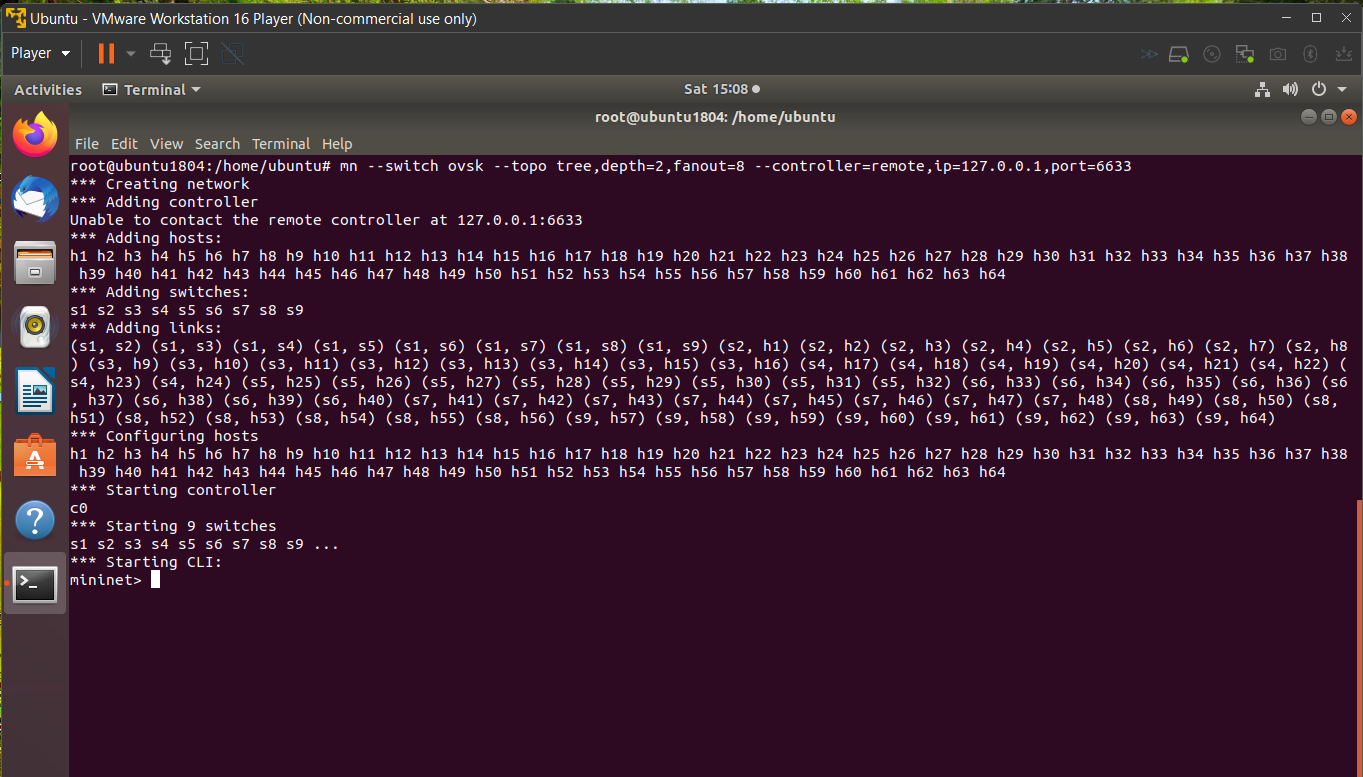 Ubuntu - VMware Workstation 16 Player (Non-commercial use only)
Player
Activities
Terminal
Sat 15:08
root@ubuntu1804: /home/ubuntu
File Edit View Search Terminal Help
root@ubuntu1804:/home/ubuntu# mn --switch ovsk --topo tree,depth=2,fanout=8 --controller=remote,ip=127.0.0.1,port=6633
*** Creating network
*** Adding controller
Unable to contact the remote controller at 127.0.0.1:6633
*** Adding hosts:
h1 h2 h3 h4 h5 h6 h7 h8 h9 h10 h11 h12 h13 h14 h15 h16 h17 h18 h19 h20 h21 h22 h23 h24 h25 h26 h27 h28 h29 h30 h31 h32 h33 h34 h35 h36 h37 h38
h39 h40 h41 h42 h43 h44 h45 h46 h47 h48 h49 h50 h51 h52 h53 h54 h55 h56 h57 h58 h59 h60 h61 h62 h63 h64
*** Adding switches:
s1 s2 s3 s4 s5 s6 s7 s8 s9
*** Adding links:
(s1, s2) (s1, s3) (s1, s4) (s1, s5) (s1, s6) (s1, s7) (s1, s8) (s1, s9) (s2, h1) (s2, h2) (s2, h3) (s2, h4) (s2, h5) (s2, h6) (s2, h7) (s2, h8
) (s3, h9) (s3, h10) (s3, h11) (s3, h12) (s3, h13) (s3, h14) (s3, h15) (s3, h16) (s4, h17) (s4, h18) (s4, h19) (s4, h20) (s4, h21) (s4, h22) (
s4, h23) (s4, h24) (s5, h25) (s5, h26) (s5, h27) (s5, h28) (s5, h29) (s5, h30) (s5, h31) (s5, h32) (s6, h33) (s6, h34) (s6, h35) (s6, h36) (s6
, h37) (s6, h38) (s6, h39) (s6, h40) (s7, h41) (s7, h42) (s7, h43) (s7, h44) (s7, h45) (s7, h46) (s7, h47) (s7, h48) (s8, h49) (s8, h50) (s8, 
h51) (s8, h52) (s8, h53) (s8, h54) (s8, h55) (s8, h56) (s9, h57) (s9, h58) (s9, h59) (s9, h60) (s9, h61) (s9, h62) (s9, h63) (s9, h64)
*** Configuring hosts
h1 h2 h3 h4 h5 h6 h7 h8 h9 h10 h11 h12 h13 h14 h15 h16 h17 h18 h19 h20 h21 h22 h23 h24 h25 h26 h27 h28 h29 h30 h31 h32 h33 h34 h35 h36 h37 h38
h39 h40 h41 h42 h43 h44 h45 h46 h47 h48 h49 h50 h51 h52 h53 h54 h55 h56 h57 h58 h59 h60 h61 h62 h63 h64
*** Starting controller
c0
*** Starting 9 switches
s1 s2 s3 s4 s5 s6 s7 s8 s9 ...
*** Starting CLI:
mininet>